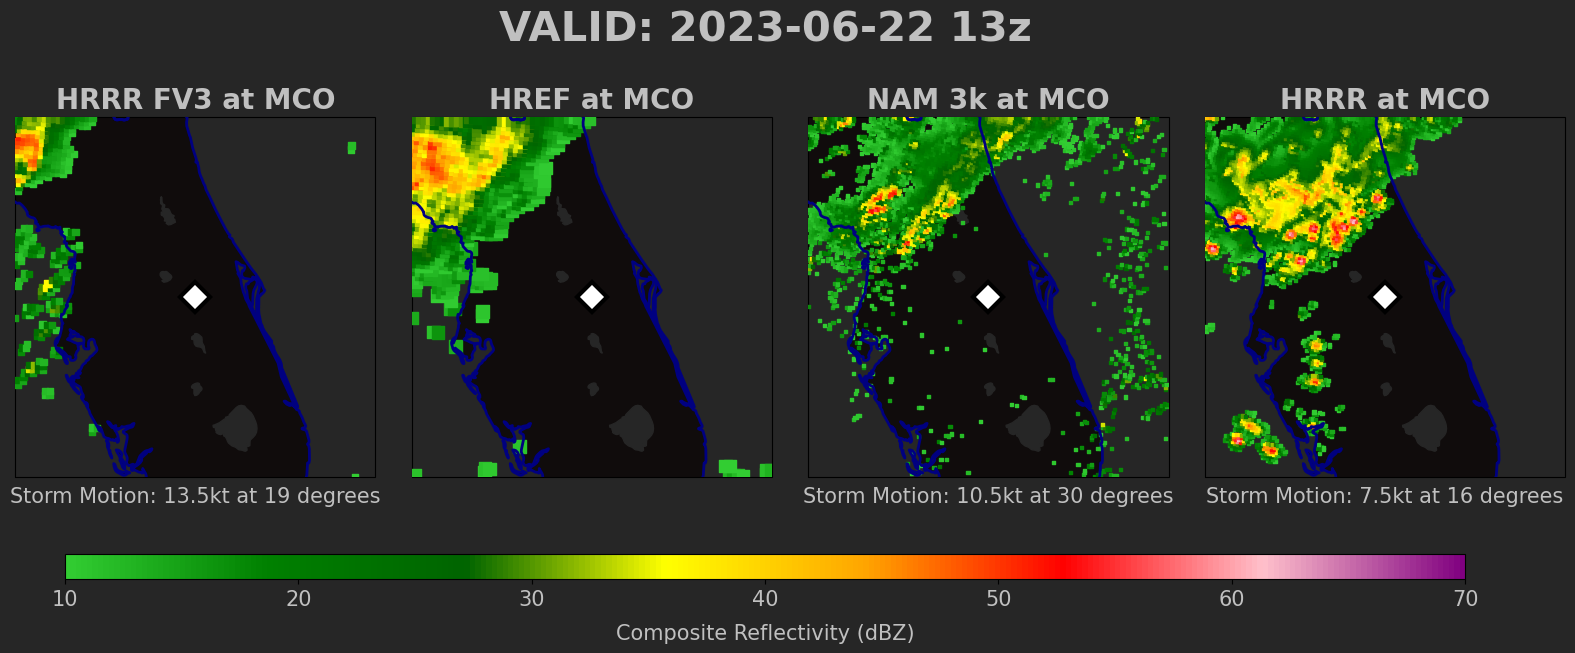 VALID: 2023-06-22 13z
HRRR FV3 at MCO
HREF at MCO
NAM 3k at MCO
HRRR at MCO
Storm Motion: 13.5kt at 19 degrees
Storm Motion: 10.5kt at 30 degrees
Storm Motion: 7.5kt at 16 degrees
10 20 30 40 50 60 70
Composite Reflectivity (dBZ)